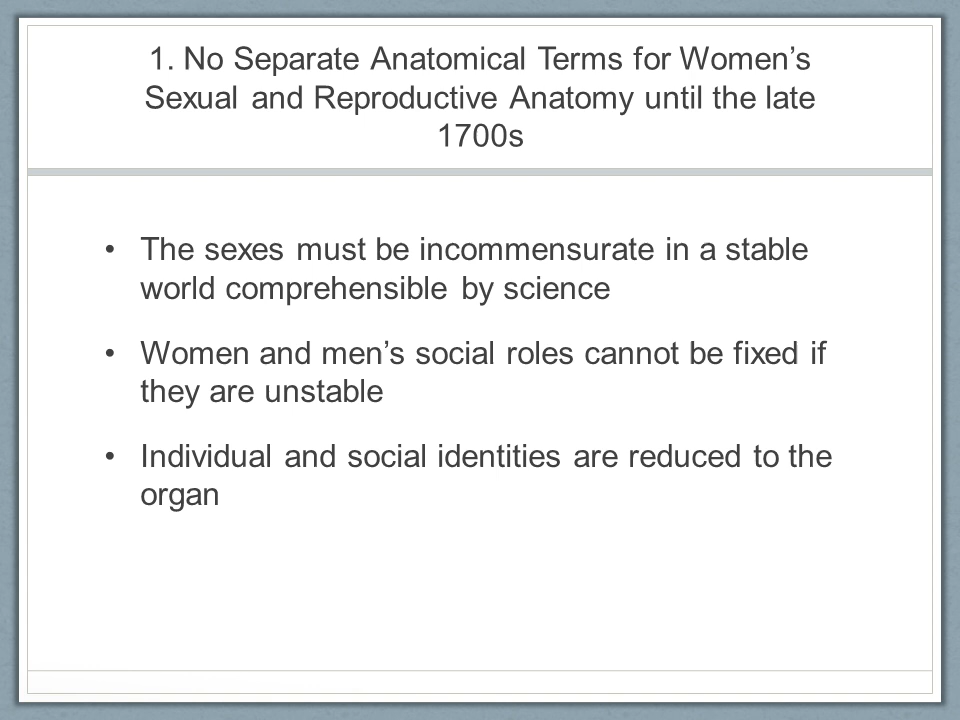 1. No Separate Anatomical Terms for Women’s
Sexual and Reproductive Anatomy until the late
1700s
• The sexes must be incommensurate in a stable
world comprehensible by science
• Women and men’s social roles cannot be fixed if
they are unstable
• Individual and social identities are reduced to the
organ